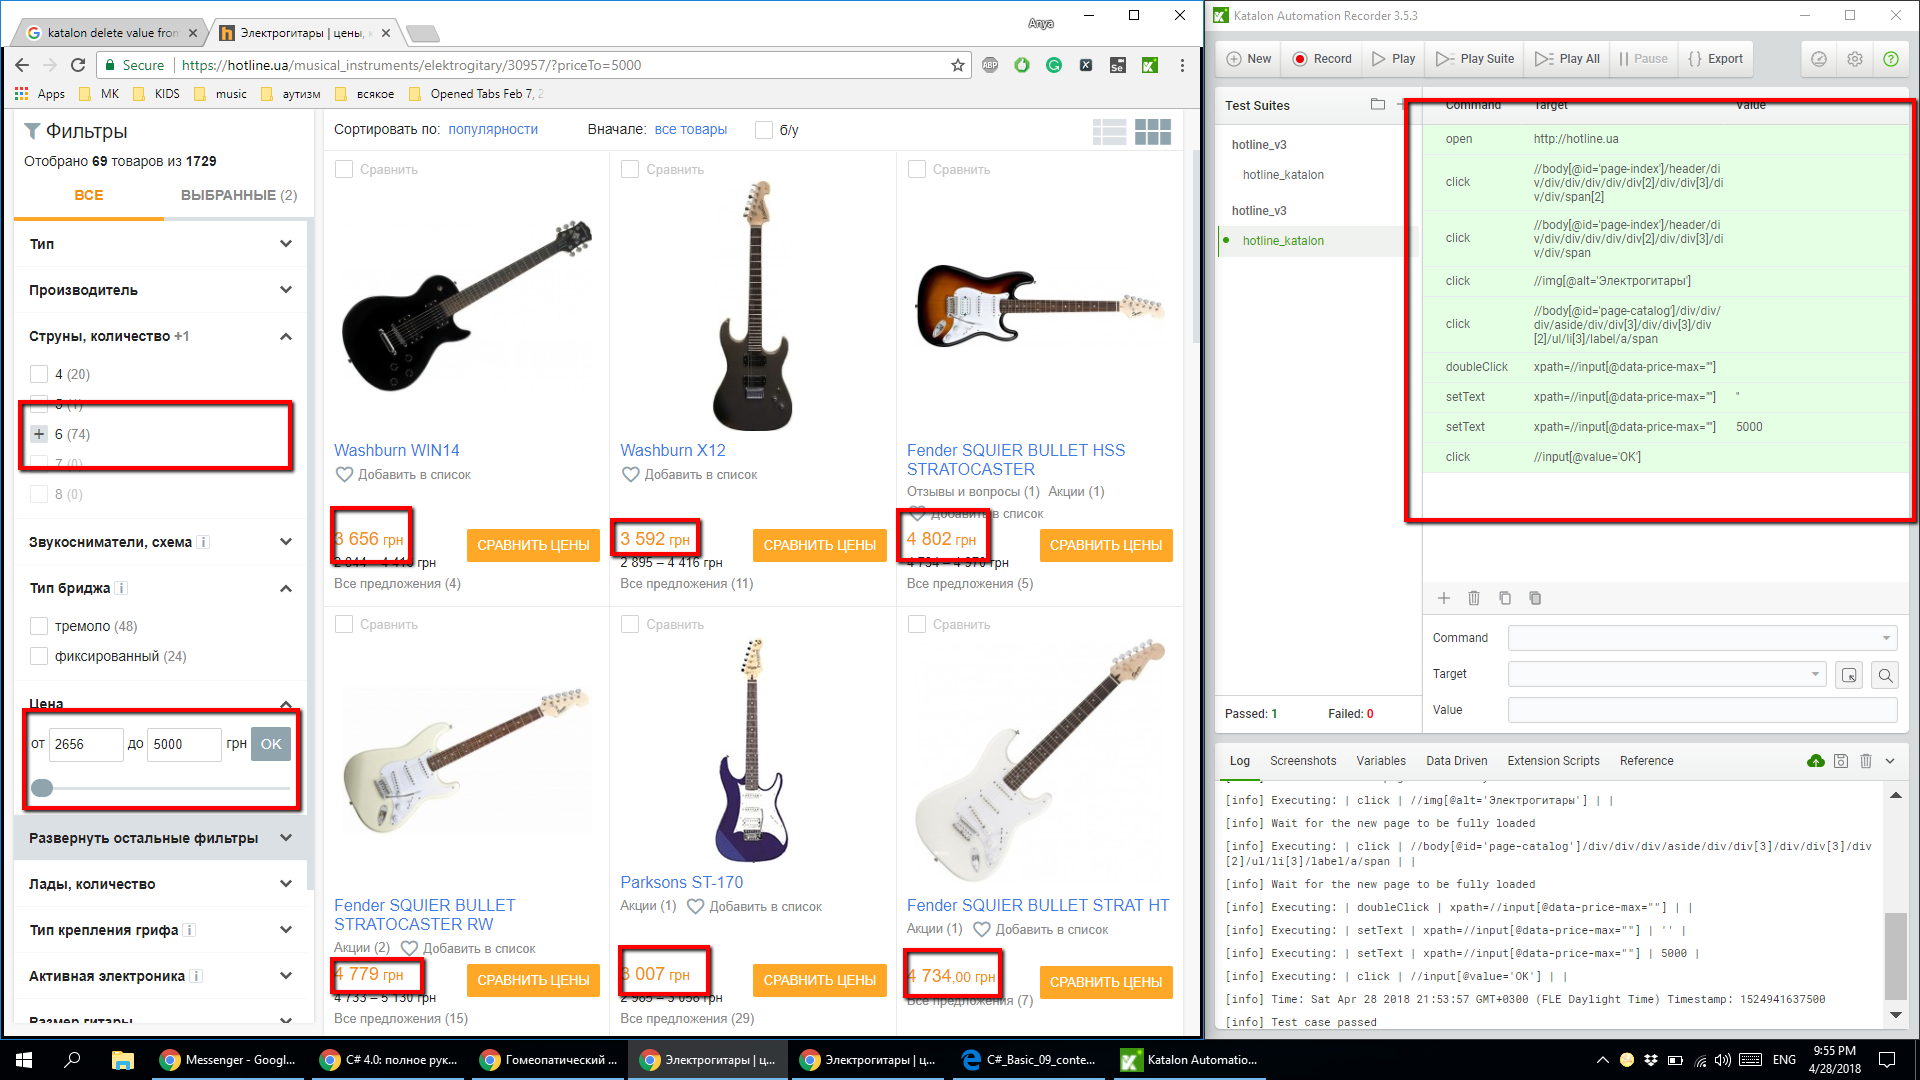 Anya
katalon delete value from
Электрогитары | цены,
Secure
https://hotline.ua/musical_instruments/elektrogitary/30957/?priceTo=5000
Apps
MK
KIDS
music
аутизм
всякое
Opened Tabs Feb 7, 2
Фильтры
Отобрано 69 товаров из 1729
ВСЕ
ВЫБРАННЫЕ (2)
Тип
Производитель
Струны, количество +1
4 (20)
5 (1)
6 (74)
7 (0)
8 (0)
Звукосниматели, схема
Тип бриджа
тремоло (48)
фиксированный (24)
Цена
от 2656 до 5000 грн OK
Развернуть остальные фильтры
Лады, количество
Тип крепления грифа
Активная электроника
Размер гитары
Сортировать по: популярности
Вначале: все товары
б/у
Сравнить
Washburn WIN14
Добавить в список
3 656 грн
СРАВНИТЬ ЦЕНЫ
Все предложения (4)
Сравнить
Washburn X12
Добавить в список
3 592 грн
СРАВНИТЬ ЦЕНЫ
2 895 – 4 416 грн
Все предложения (11)
Сравнить
Fender SQUIER BULLET HSS
STRATOCASTER
Отзывы и вопросы (1) Акции (1)
Добавить в список
4 802 грн
СРАВНИТЬ ЦЕНЫ
Все предложения (5)
Сравнить
Fender SQUIER BULLET
STRATOCASTER RW
Акции (2) Добавить в список
4 779 грн
СРАВНИТЬ ЦЕНЫ
4 733 – 5 130 грн
Все предложения (15)
Сравнить
Parksons ST-170
Акции (1) Добавить в список
3 007 грн
СРАВНИТЬ ЦЕНЫ
2 985 – 3 058 грн
Все предложения (29)
Сравнить
Fender SQUIER BULLET STRAT HT
Акции (1) Добавить в список
4 734,00 грн
СРАВНИТЬ ЦЕНЫ
Все предложения (7)
Katalon Automation Recorder 3.5.3
New
Record
Play
Play Suite
Play All
Pause
Export
Test Suites
hotline_v3
hotline_katalon
hotline_v3
hotline_katalon
Passed: 1
Failed: 0
Command Target Value
open http://hotline.ua
click //body[@id='page-index']/header/di
v/div/div/div/div/div[2]/div/div[3]/di
v/div/span[2]
click //body[@id='page-index']/header/di
v/div/div/div/div/div[2]/div/div[3]/di
v/div/span
click //img[@alt='Электрогитары']
click //body[@id='page-catalog']/div/div/
div/aside/div/div[3]/div/div[3]/div
[2]/ul/li[3]/label/a/span
doubleClick xpath=//input[@data-price-max=""]
setText xpath=//input[@data-price-max=""] ''
setText xpath=//input[@data-price-max=""] 5000
click //input[@value='OK']
Command
Target
Value
Log
Screenshots
Variables
Data Driven
Extension Scripts
Reference
[info] Executing: | click | //img[@alt='Электрогитары'] | |
[info] Wait for the new page to be fully loaded
[info] Executing: | click | //body[@id='page-catalog']/div/div/div/aside/div/div[3]/div/div[3]/div
[2]/ul/li[3]/label/a/span | |
[info] Wait for the new page to be fully loaded
[info] Executing: | doubleClick | xpath=//input[@data-price-max=""] | |
[info] Executing: | setText | xpath=//input[@data-price-max=""] | '' |
[info] Executing: | setText | xpath=//input[@data-price-max=""] | 5000 |
[info] Executing: | click | //input[@value='OK'] | |
[info] Time: Sat Apr 28 2018 21:53:57 GMT+0300 (FLE Daylight Time) Timestamp: 1524941637500
[info] Test case passed
Messenger - Googl...
C# 4.0: полное рук...
Гомеопатический ...
Электрогитары | ц...
Электрогитары | ц...
C#_Basic_09_conte...
Katalon Automatio...
ENG
9:55 PM
4/28/2018